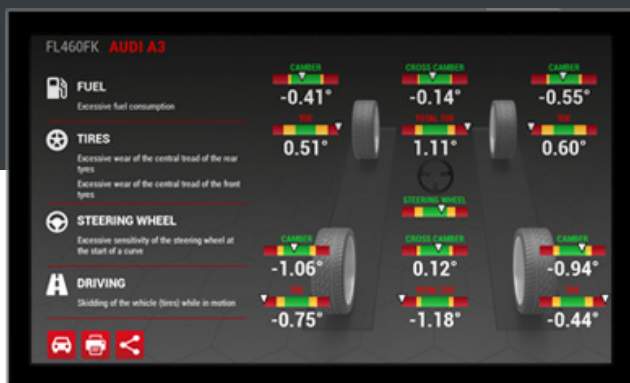 FL460FK AUDI A3
FUEL
Excessive fuel consumption
TIRES
Excessive wear of the central tread of the rear
tyres
Excessive wear of the central tread of the front
tyres
STEERING WHEEL
Excessive sensitivity of the steering wheel at
the start of a curve
DRIVING
Skidding of the vehicle (tires) while in motion
CAMBER CROSS CAMBER CAMBER
-0.41° -0.14° -0.55°
TOE TOTAL TOE TOE
0.51° 1.11° 0.60°
STEERING WHEEL
CAMBER CROSS CAMBER CAMBER
-1.06° 0.12° -0.94°
TOE TOTAL TOE TOE
-0.75° -1.18° -0.44°